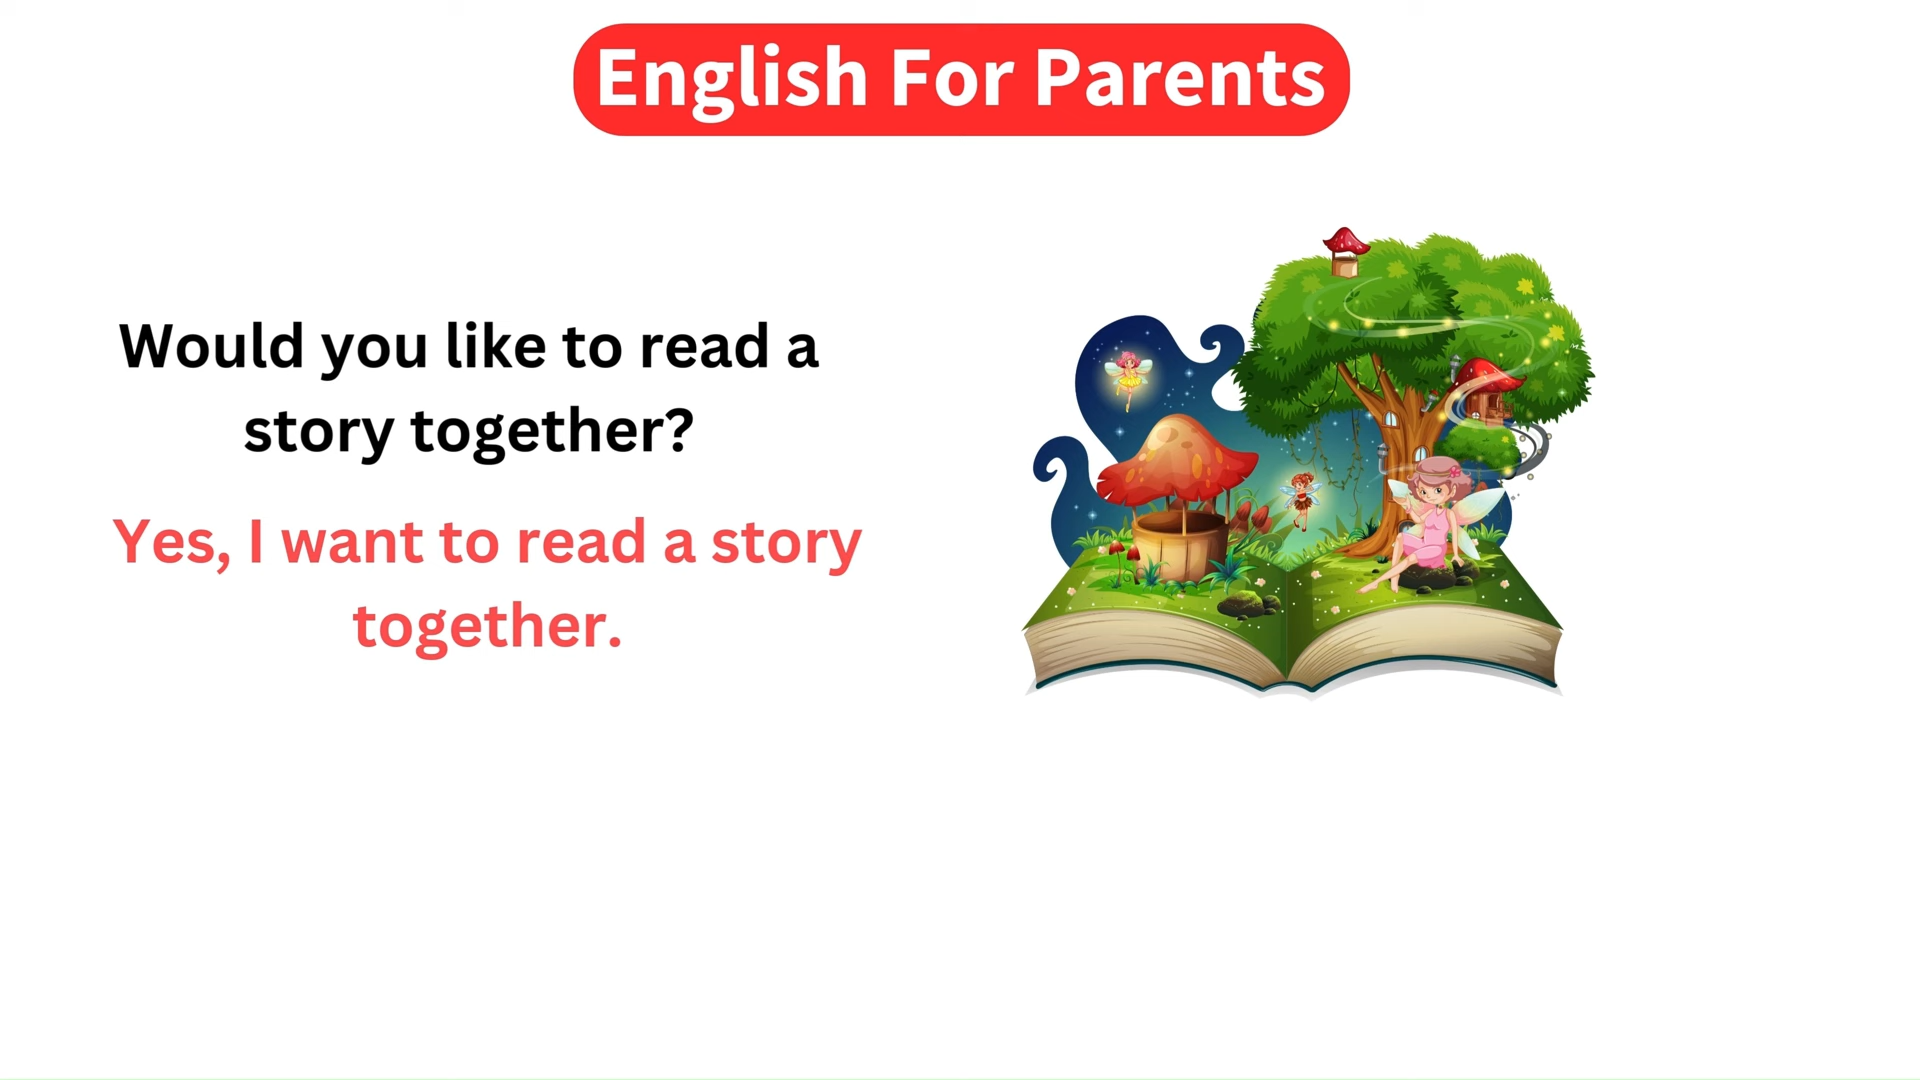 English For Parents
Would you like to read a
story together?
Yes, I want to read a story
together.